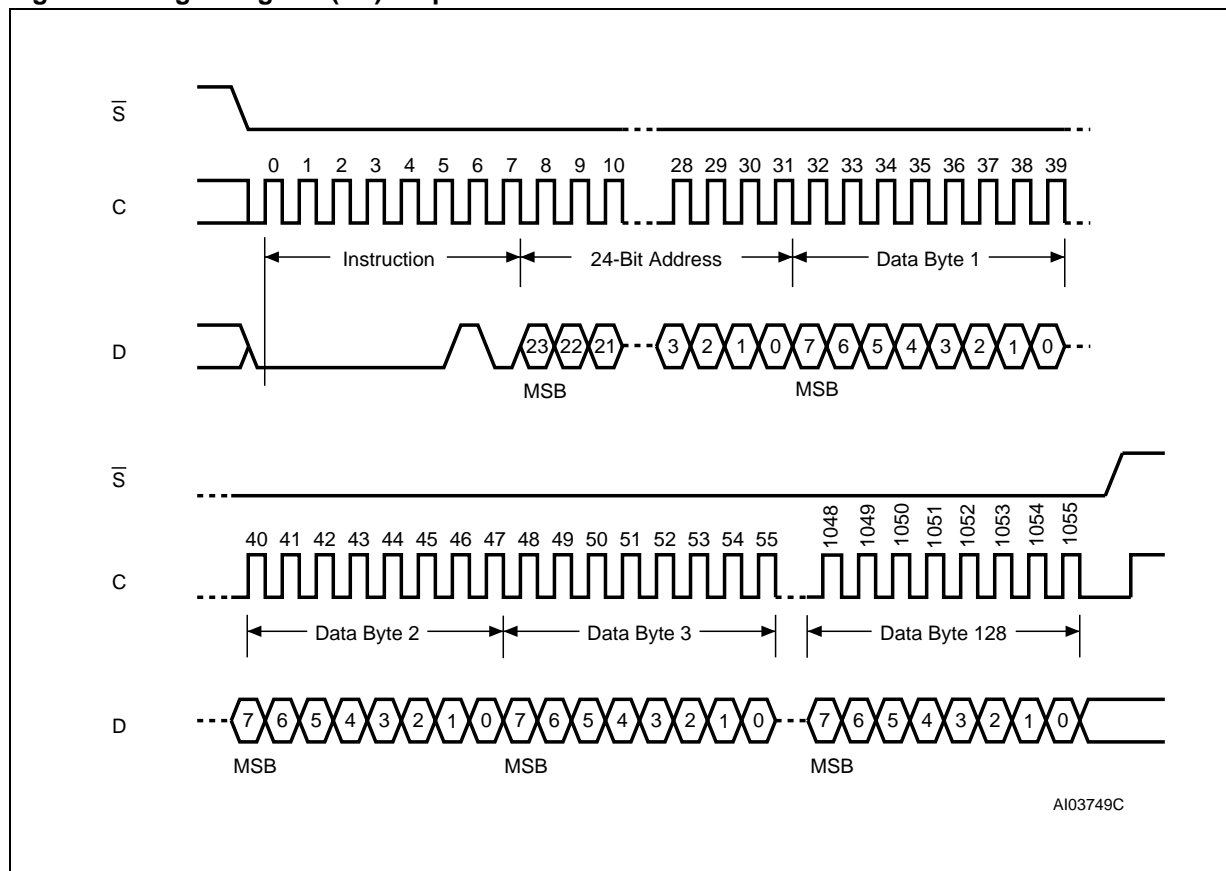 S̅
0 1 2 3 4 5 6 7 8 9 10 28 29 30 31 32 33 34 35 36 37 38 39
C
Instruction 24-Bit Address Data Byte 1
D 23 22 21 3 2 1 0 7 6 5 4 3 2 1 0
MSB MSB
S̅
40 41 42 43 44 45 46 47 48 49 50 51 52 53 54 55 1048 1049 1050 1051 1052 1053 1054 1055
C
Data Byte 2 Data Byte 3 Data Byte 128
D 7 6 5 4 3 2 1 0 7 6 5 4 3 2 1 0 7 6 5 4 3 2 1 0
MSB MSB MSB
AI03749C